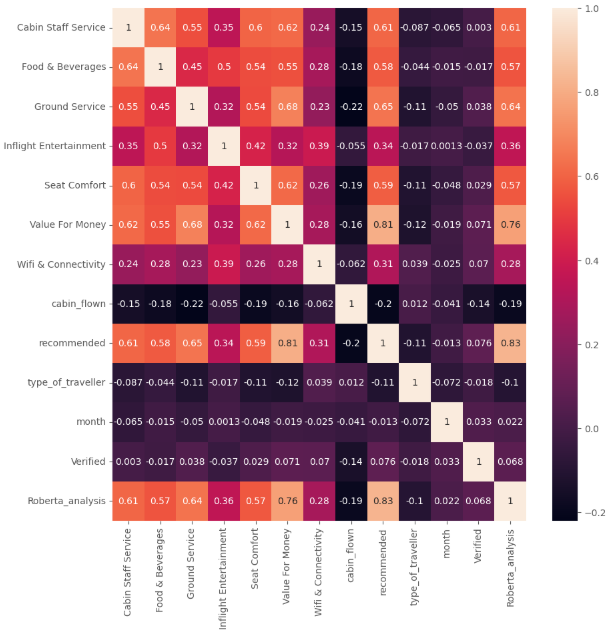 Cabin Staff Service 1 0.64 0.55 0.35 0.6 0.62 0.24 -0.15 0.61 -0.087 -0.065 0.003 0.61
Food & Beverages 0.64 1 0.45 0.5 0.54 0.55 0.28 -0.18 0.58 -0.044 -0.015 -0.017 0.57
Ground Service 0.55 0.45 1 0.32 0.54 0.68 0.23 -0.22 0.65 -0.11 -0.05 0.038 0.64
Inflight Entertainment 0.35 0.5 0.32 1 0.42 0.32 0.39 -0.055 0.34 -0.017 0.0013 -0.037 0.36
Seat Comfort 0.6 0.54 0.54 0.42 1 0.62 0.26 -0.19 0.59 -0.11 -0.048 0.029 0.57
Value For Money 0.62 0.55 0.68 0.32 0.62 1 0.28 -0.16 0.81 -0.12 -0.019 0.071 0.76
Wifi & Connectivity 0.24 0.28 0.23 0.39 0.26 0.28 1 -0.062 0.31 0.039 -0.025 0.07 0.28
cabin_flown -0.15 -0.18 -0.22 -0.055 -0.19 -0.16 -0.062 1 -0.2 0.012 -0.041 -0.14 -0.19
recommended 0.61 0.58 0.65 0.34 0.59 0.81 0.31 -0.2 1 -0.11 -0.013 0.076 0.83
type_of_traveller -0.087 -0.044 -0.11 -0.017 -0.11 -0.12 0.039 0.012 -0.11 1 -0.072 -0.018 -0.1
month -0.065 -0.015 -0.05 0.0013 -0.048 -0.019 -0.025 -0.041 -0.013 -0.072 1 0.033 0.022
Verified 0.003 -0.017 0.038 -0.037 0.029 0.071 0.07 -0.14 0.076 -0.018 0.033 1 0.068
Roberta_analysis 0.61 0.57 0.64 0.36 0.57 0.76 0.28 -0.19 0.83 -0.1 0.022 0.068 1
Cabin Staff Service
Food & Beverages
Ground Service
Inflight Entertainment
Seat Comfort
Value For Money
Wifi & Connectivity
cabin_flown
recommended
type_of_traveller
month
Verified
Roberta_analysis
1.0
0.8
0.6
0.4
0.2
0.0
−0.2